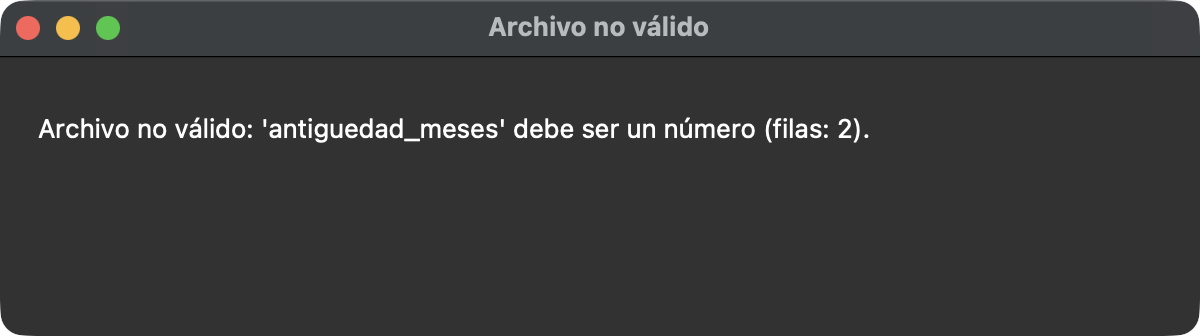 Archivo no válido
Archivo no válido: 'antiguedad_meses' debe ser un número (filas: 2).